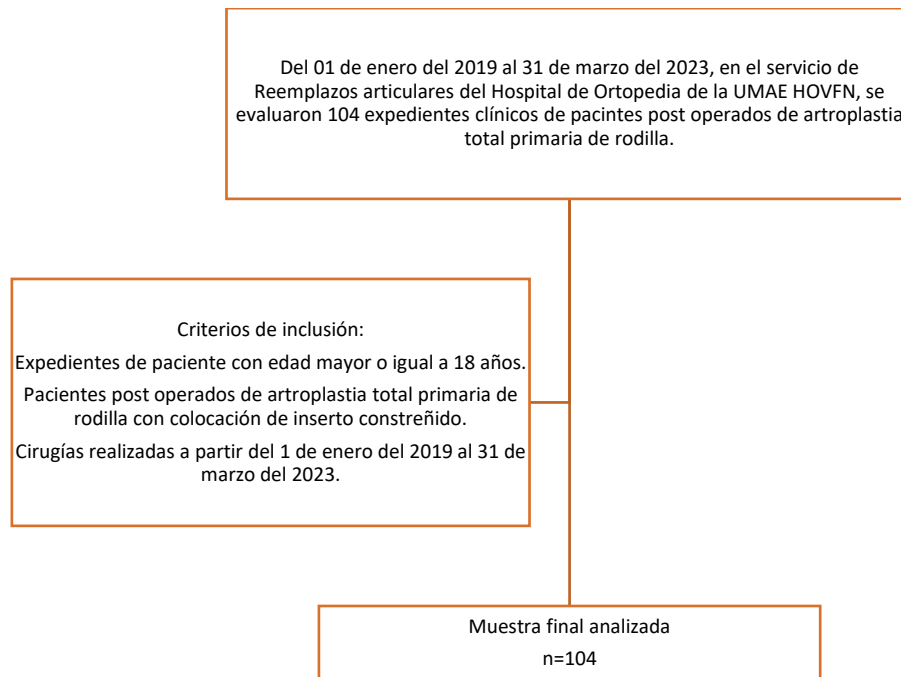 Del 01 de enero del 2019 al 31 de marzo del 2023, en el servicio de
Reemplazos articulares del Hospital de Ortopedia de la UMAE HOVFN, se
evaluaron 104 expedientes clínicos de pacintes post operados de artroplastia
total primaria de rodilla.
Criterios de inclusión:
Expedientes de paciente con edad mayor o igual a 18 años.
Pacientes post operados de artroplastia total primaria de
rodilla con colocación de inserto constreñido.
Cirugías realizadas a partir del 1 de enero del 2019 al 31 de
marzo del 2023.
Muestra final analizada
n=104